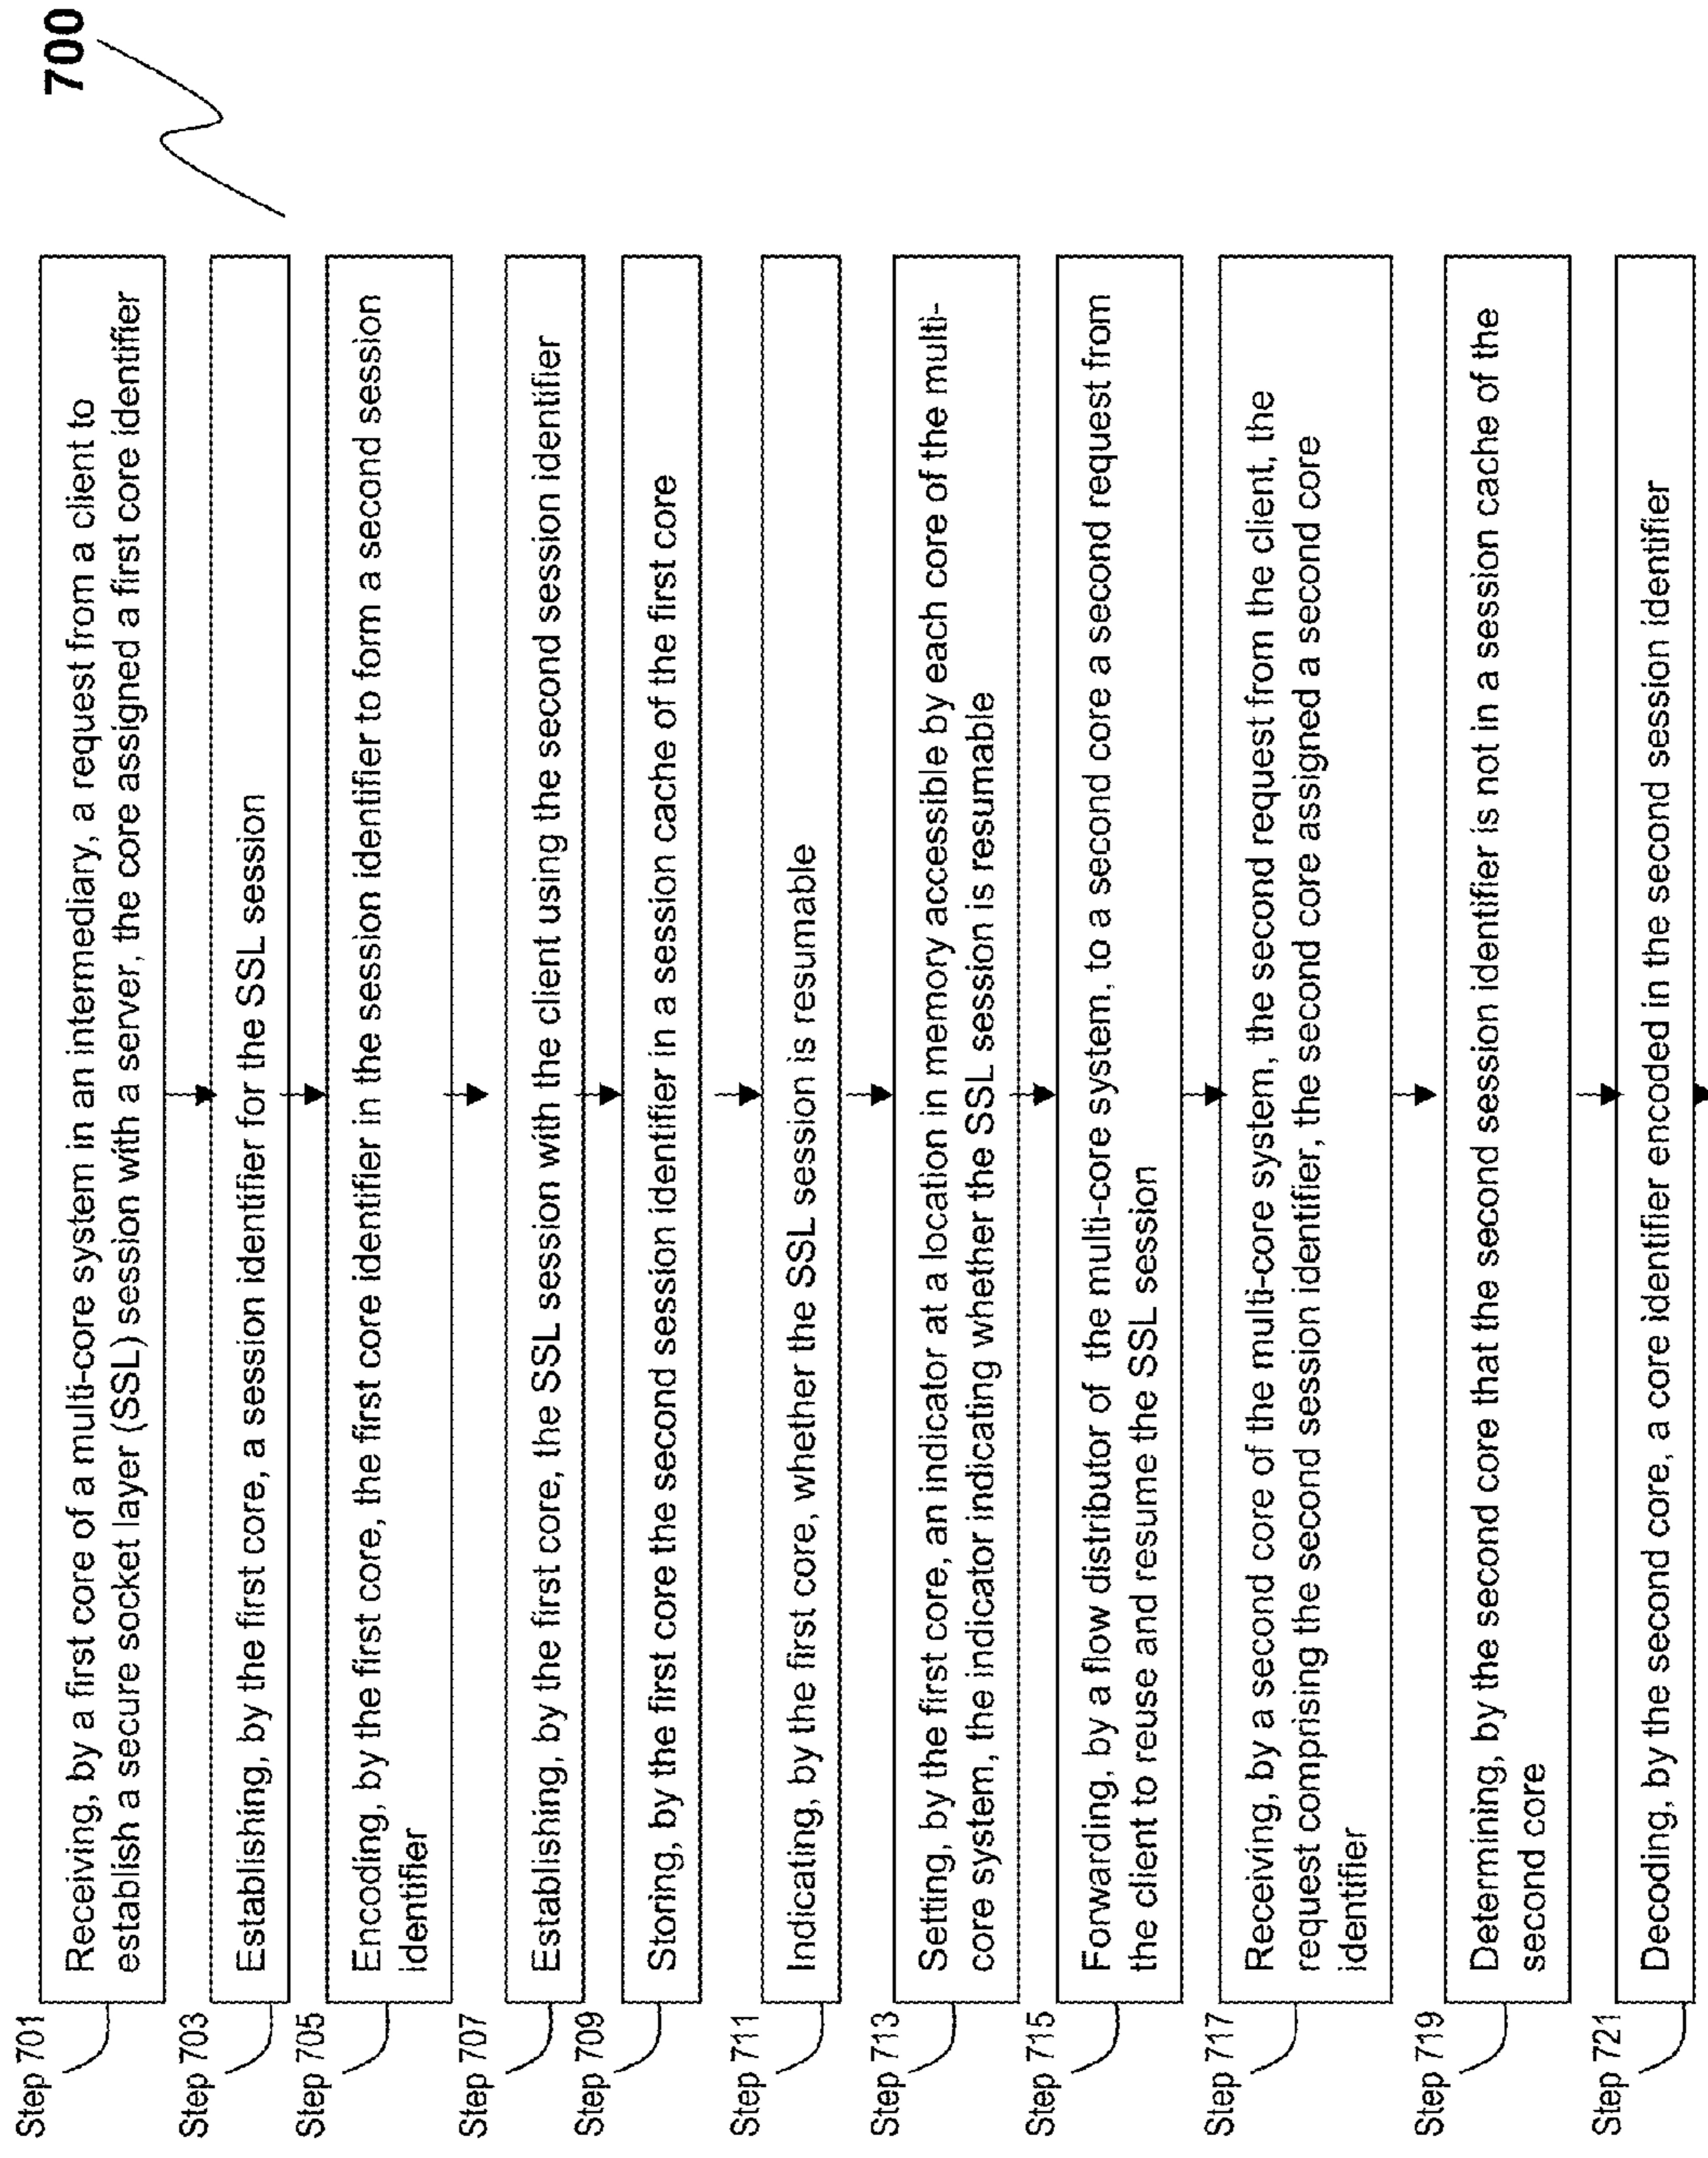 700
Step 701
Receiving, by a first core of a multi-core system in an intermediary, a request from a client to
establish a secure socket layer (SSL) session with a server, the core assigned a first core identifier
Step 703
Establishing, by the first core, a session identifier for the SSL session
Step 705
Encoding, by the first core, the first core identifier in the session identifier to form a second session
identifier
Step 707
Establishing, by the first core, the SSL session with the client using the second session identifier
Step 709
Storing, by the first core the second session identifier in a session cache of the first core
Step 711
Indicating, by the first core, whether the SSL session is resumable
Step 713
Setting, by the first core, an indicator at a location in memory accessible by each core of the multi-
core system, the indicator indicating whether the SSL session is resumable
Step 715
Forwarding, by a flow distributor of the multi-core system, to a second core a second request from
the client to reuse and resume the SSL session
Step 717
Receiving, by a second core of the multi-core system, the second request from the client, the
request comprising the second session identifier, the second core assigned a second core
identifier
Step 719
Determining, by the second core that the second session identifier is not in a session cache of the
second core
Step 721
Decoding, by the second core, a core identifier encoded in the second session identifier